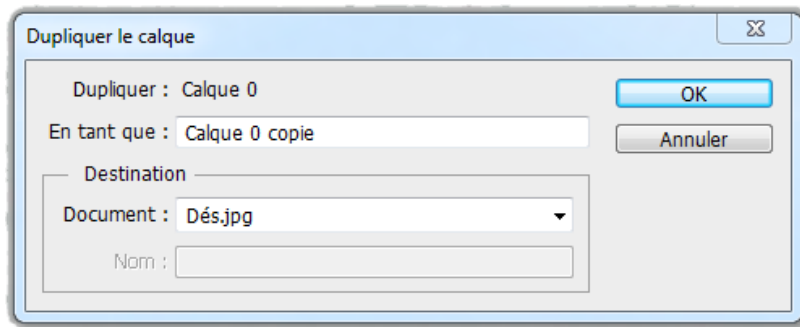 Dupliquer le calque
Dupliquer : Calque 0
OK
En tant que : Calque 0 copie
Annuler
Destination
Document : Dés.jpg
Nom :